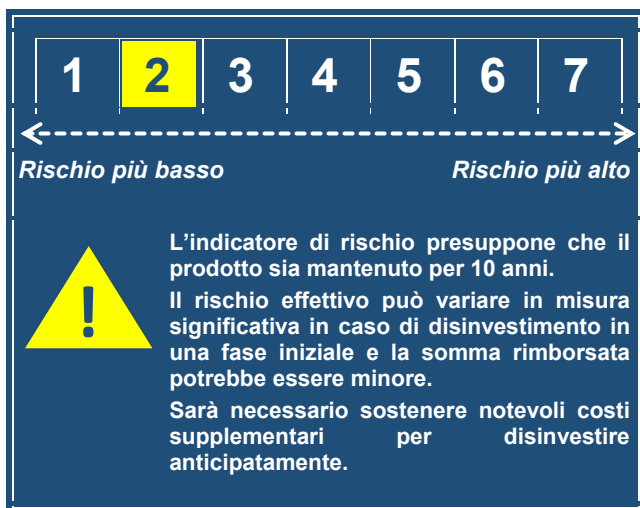 1 2 3 4 5 6 7
Rischio più basso Rischio più alto
!
L’indicatore di rischio presuppone che il
prodotto sia mantenuto per 10 anni.
Il rischio effettivo può variare in misura
significativa in caso di disinvestimento in
una fase iniziale e la somma rimborsata
potrebbe essere minore.
Sarà necessario sostenere notevoli costi
supplementari per disinvestire
anticipatamente.